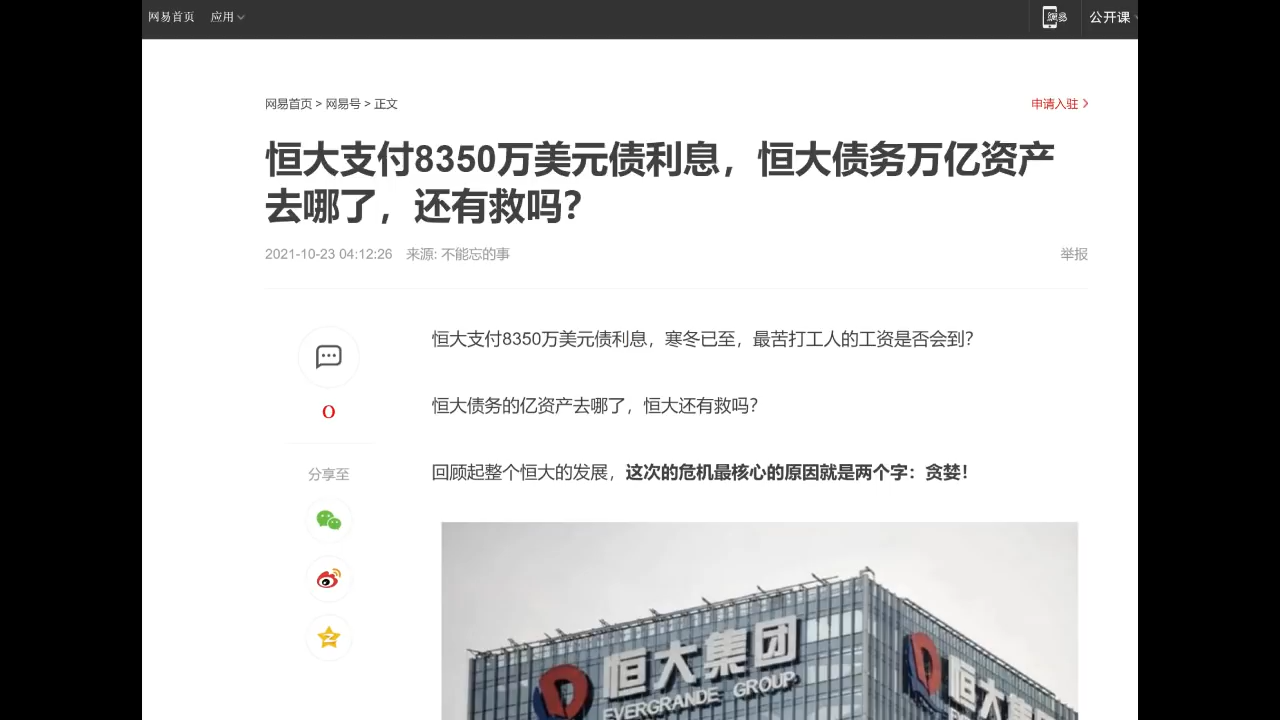 网易首页 应用
公开课
网易首页 > 网易号 > 正文
申请入驻
恒大支付8350万美元债利息，恒大债务万亿资产
去哪了，还有救吗？
2021-10-23 04:12:26 来源: 不能忘的事
举报
恒大支付8350万美元债利息，寒冬已至，最苦打工人的工资是否会到？
0
恒大债务的亿资产去哪了，恒大还有救吗？
分享至
回顾起整个恒大的发展，这次的危机最核心的原因就是两个字：贪婪！
恒大集团
EVERGRANDE GROUP
恒大集